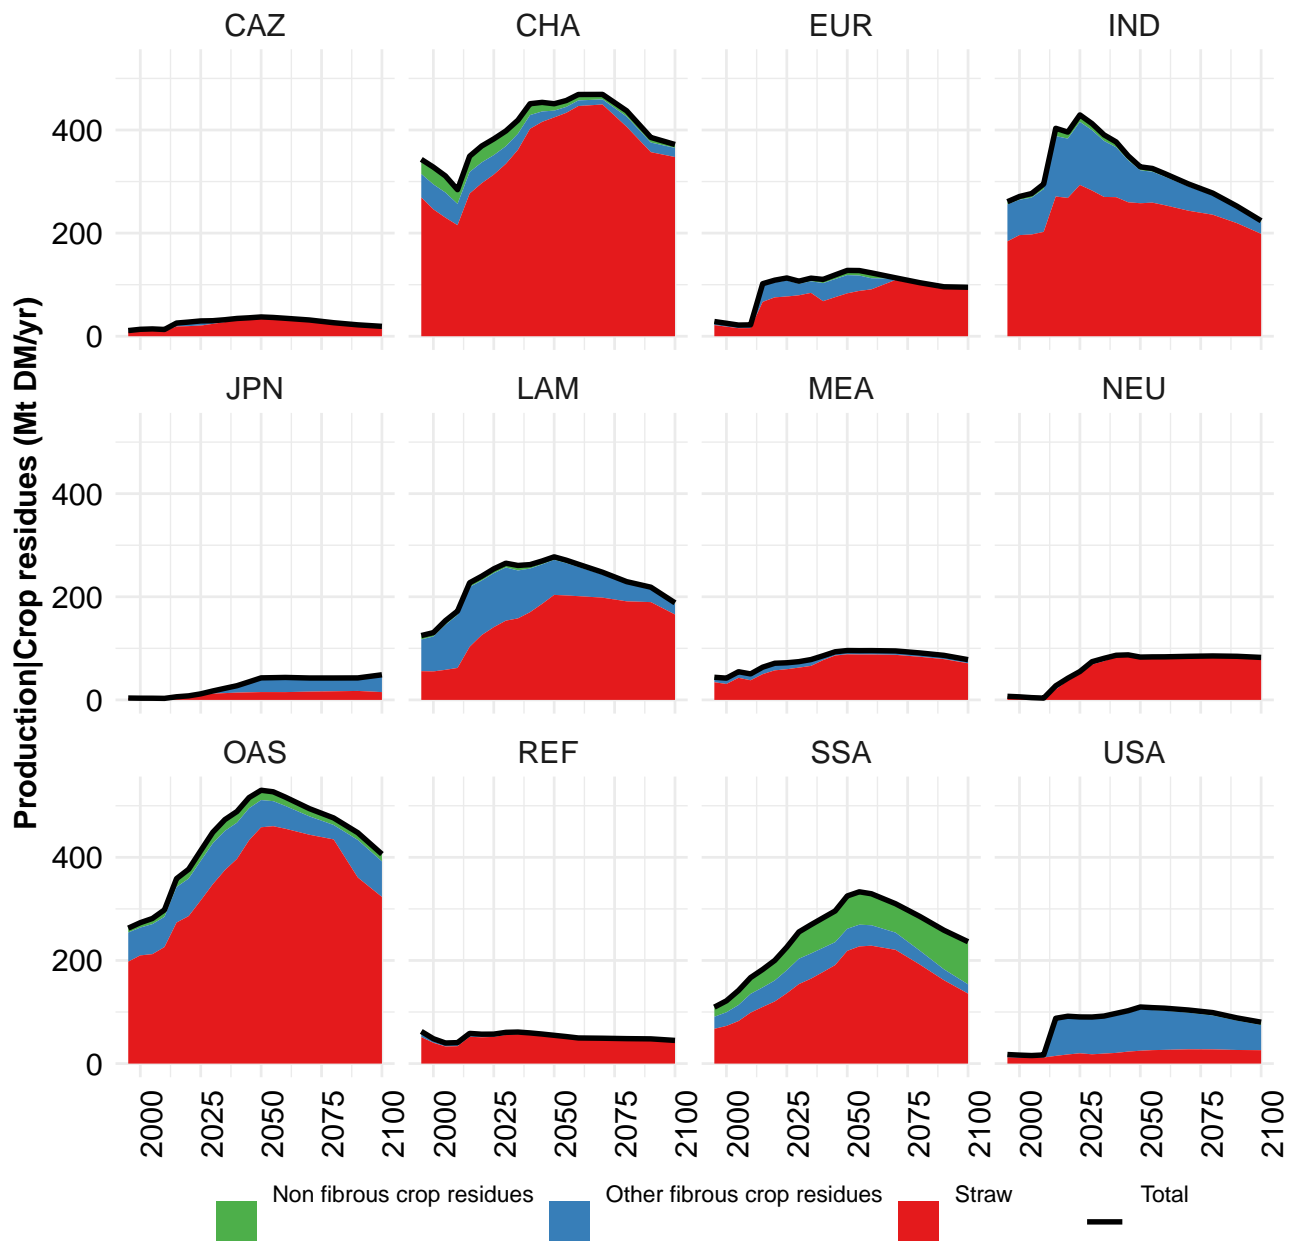 CAZ CHA EUR IND
400
200
0
JPN LAM MEA NEU
400
200
0
OAS REF SSA USA
400
200
0
Production|Crop residues (Mt DM/yr)
2000 2025 2050 2075 2100 2000 2025 2050 2075 2100 2000 2025 2050 2075 2100 2000 2025 2050 2075 2100
Non fibrous crop residues Other fibrous crop residues Straw Total